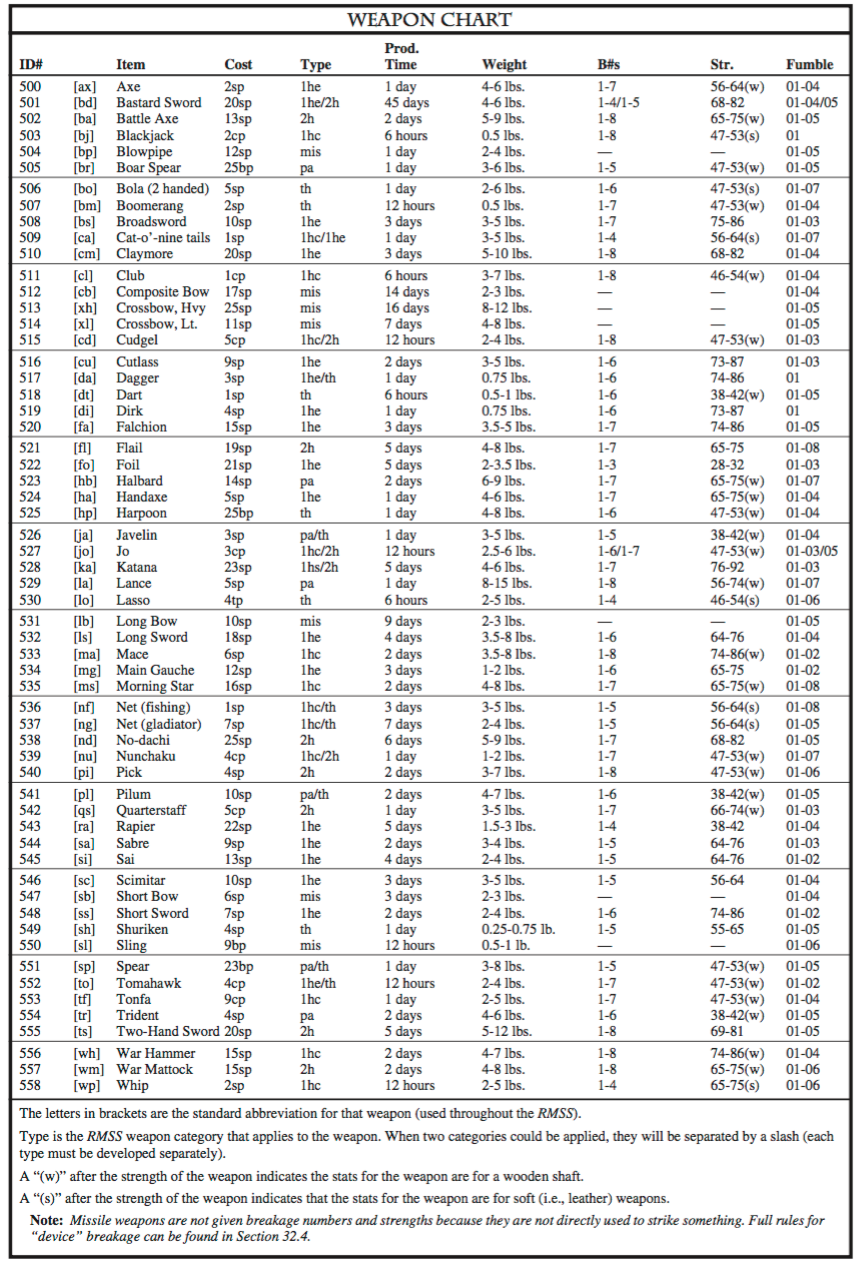 WEAPON CHART
Prod.
ID# Item Cost Type Time Weight B#s Str. Fumble
500 [ax] Axe 2sp 1he 1 day 4-6 lbs. 1-7 56-64(w) 01-04
501 [bd] Bastard Sword 20sp 1he/2h 45 days 4-6 lbs. 1-4/1-5 68-82 01-04/05
502 [ba] Battle Axe 13sp 2h 2 days 5-9 lbs. 1-8 65-75(w) 01-05
503 [bj] Blackjack 2cp 1hc 6 hours 0.5 lbs. 1-8 47-53(s) 01
504 [bp] Blowpipe 12sp mis 1 day 2-4 lbs. — — 01-05
505 [br] Boar Spear 25bp pa 1 day 3-6 lbs. 1-5 47-53(w) 01-05
506 [bo] Bola (2 handed) 5sp th 1 day 2-6 lbs. 1-6 47-53(s) 01-07
507 [bm] Boomerang 2sp th 12 hours 0.5 lbs. 1-7 47-53(w) 01-04
508 [bs] Broadsword 10sp 1he 3 days 3-5 lbs. 1-7 75-86 01-03
509 [ca] Cat-o’-nine tails 1sp 1hc/1he 1 day 3-5 lbs. 1-4 56-64(s) 01-07
510 [cm] Claymore 20sp 1he 3 days 5-10 lbs. 1-8 68-82 01-04
511 [cl] Club 1cp 1hc 6 hours 3-7 lbs. 1-8 46-54(w) 01-04
512 [cb] Composite Bow 17sp mis 14 days 2-3 lbs. — — 01-04
513 [xh] Crossbow, Hvy 25sp mis 16 days 8-12 lbs. — — 01-05
514 [xl] Crossbow, Lt. 11sp mis 7 days 4-8 lbs. — — 01-05
515 [cd] Cudgel 5cp 1hc/2h 12 hours 2-4 lbs. 1-8 47-53(w) 01-03
516 [cu] Cutlass 9sp 1he 2 days 3-5 lbs. 1-6 73-87 01-03
517 [da] Dagger 3sp 1he/th 1 day 0.75 lbs. 1-6 74-86 01
518 [dt] Dart 1sp th 6 hours 0.5-1 lbs. 1-6 38-42(w) 01-05
519 [di] Dirk 4sp 1he 1 day 0.75 lbs. 1-6 73-87 01
520 [fa] Falchion 15sp 1he 3 days 3.5-5 lbs. 1-7 74-86 01-05
521 [fl] Flail 19sp 2h 5 days 4-8 lbs. 1-7 65-75 01-08
522 [fo] Foil 21sp 1he 5 days 2-3.5 lbs. 1-3 28-32 01-03
523 [hb] Halbard 14sp pa 2 days 6-9 lbs. 1-7 65-75(w) 01-07
524 [ha] Handaxe 5sp 1he 1 day 4-6 lbs. 1-7 65-75(w) 01-04
525 [hp] Harpoon 25bp th 1 day 4-8 lbs. 1-6 47-53(w) 01-04
526 [ja] Javelin 3sp pa/th 1 day 3-5 lbs. 1-5 38-42(w) 01-04
527 [jo] Jo 3cp 1hc/2h 12 hours 2.5-6 lbs. 1-6/1-7 47-53(w) 01-03/05
528 [ka] Katana 23sp 1hs/2h 5 days 4-6 lbs. 1-7 76-92 01-03
529 [la] Lance 5sp pa 1 day 8-15 lbs. 1-8 56-74(w) 01-07
530 [lo] Lasso 4tp th 6 hours 2-5 lbs. 1-4 46-54(s) 01-06
531 [lb] Long Bow 10sp mis 9 days 2-3 lbs. — — 01-05
532 [ls] Long Sword 18sp 1he 4 days 3.5-8 lbs. 1-6 64-76 01-04
533 [ma] Mace 6sp 1hc 2 days 3.5-8 lbs. 1-8 74-86(w) 01-02
534 [mg] Main Gauche 12sp 1he 3 days 1-2 lbs. 1-6 65-75 01-02
535 [ms] Morning Star 16sp 1hc 2 days 4-8 lbs. 1-7 65-75(w) 01-08
536 [nf] Net (fishing) 1sp 1hc/th 3 days 3-5 lbs. 1-5 56-64(s) 01-08
537 [ng] Net (gladiator) 7sp 1hc/th 7 days 2-4 lbs. 1-5 56-64(s) 01-05
538 [nd] No-dachi 25sp 2h 6 days 5-9 lbs. 1-7 68-82 01-05
539 [nu] Nunchaku 4cp 1hc/2h 1 day 1-2 lbs. 1-7 47-53(w) 01-07
540 [pi] Pick 4sp 2h 2 days 3-7 lbs. 1-8 47-53(w) 01-06
541 [pl] Pilum 10sp pa/th 2 days 4-7 lbs. 1-6 38-42(w) 01-05
542 [qs] Quarterstaff 5cp 2h 1 day 3-5 lbs. 1-7 66-74(w) 01-03
543 [ra] Rapier 22sp 1he 5 days 1.5-3 lbs. 1-4 38-42 01-04
544 [sa] Sabre 9sp 1he 2 days 3-4 lbs. 1-5 64-76 01-03
545 [si] Sai 13sp 1he 4 days 2-4 lbs. 1-5 64-76 01-02
546 [sc] Scimitar 10sp 1he 3 days 3-5 lbs. 1-5 56-64 01-04
547 [sb] Short Bow 6sp mis 3 days 2-3 lbs. — — 01-04
548 [ss] Short Sword 7sp 1he 2 days 2-4 lbs. 1-6 74-86 01-02
549 [sh] Shuriken 4sp th 1 day 0.25-0.75 lb. 1-5 55-65 01-05
550 [sl] Sling 9bp mis 12 hours 0.5-1 lb. — — 01-06
551 [sp] Spear 23bp pa/th 1 day 3-8 lbs. 1-5 47-53(w) 01-05
552 [to] Tomahawk 4cp 1he/th 12 hours 2-4 lbs. 1-7 47-53(w) 01-02
553 [tf] Tonfa 9cp 1hc 1 day 2-5 lbs. 1-7 47-53(w) 01-04
554 [tr] Trident 4sp pa 2 days 4-6 lbs. 1-6 38-42(w) 01-05
555 [ts] Two-Hand Sword 20sp 2h 5 days 5-12 lbs. 1-8 69-81 01-05
556 [wh] War Hammer 15sp 1hc 2 days 4-7 lbs. 1-8 74-86(w) 01-04
557 [wm] War Mattock 15sp 2h 2 days 4-8 lbs. 1-8 65-75(w) 01-06
558 [wp] Whip 2sp 1hc 12 hours 2-5 lbs. 1-4 65-75(s) 01-06
The letters in brackets are the standard abbreviation for that weapon (used throughout the RMSS).
Type is the RMSS weapon category that applies to the weapon. When two categories could be applied, they will be separated by a slash (each
type must be developed separately).
A “(w)” after the strength of the weapon indicates the stats for the weapon are for a wooden shaft.
A “(s)” after the strength of the weapon indicates that the stats for the weapon are for soft (i.e., leather) weapons.
Note: Missile weapons are not given breakage numbers and strengths because they are not directly used to strike something. Full rules for
“device” breakage can be found in Section 32.4.